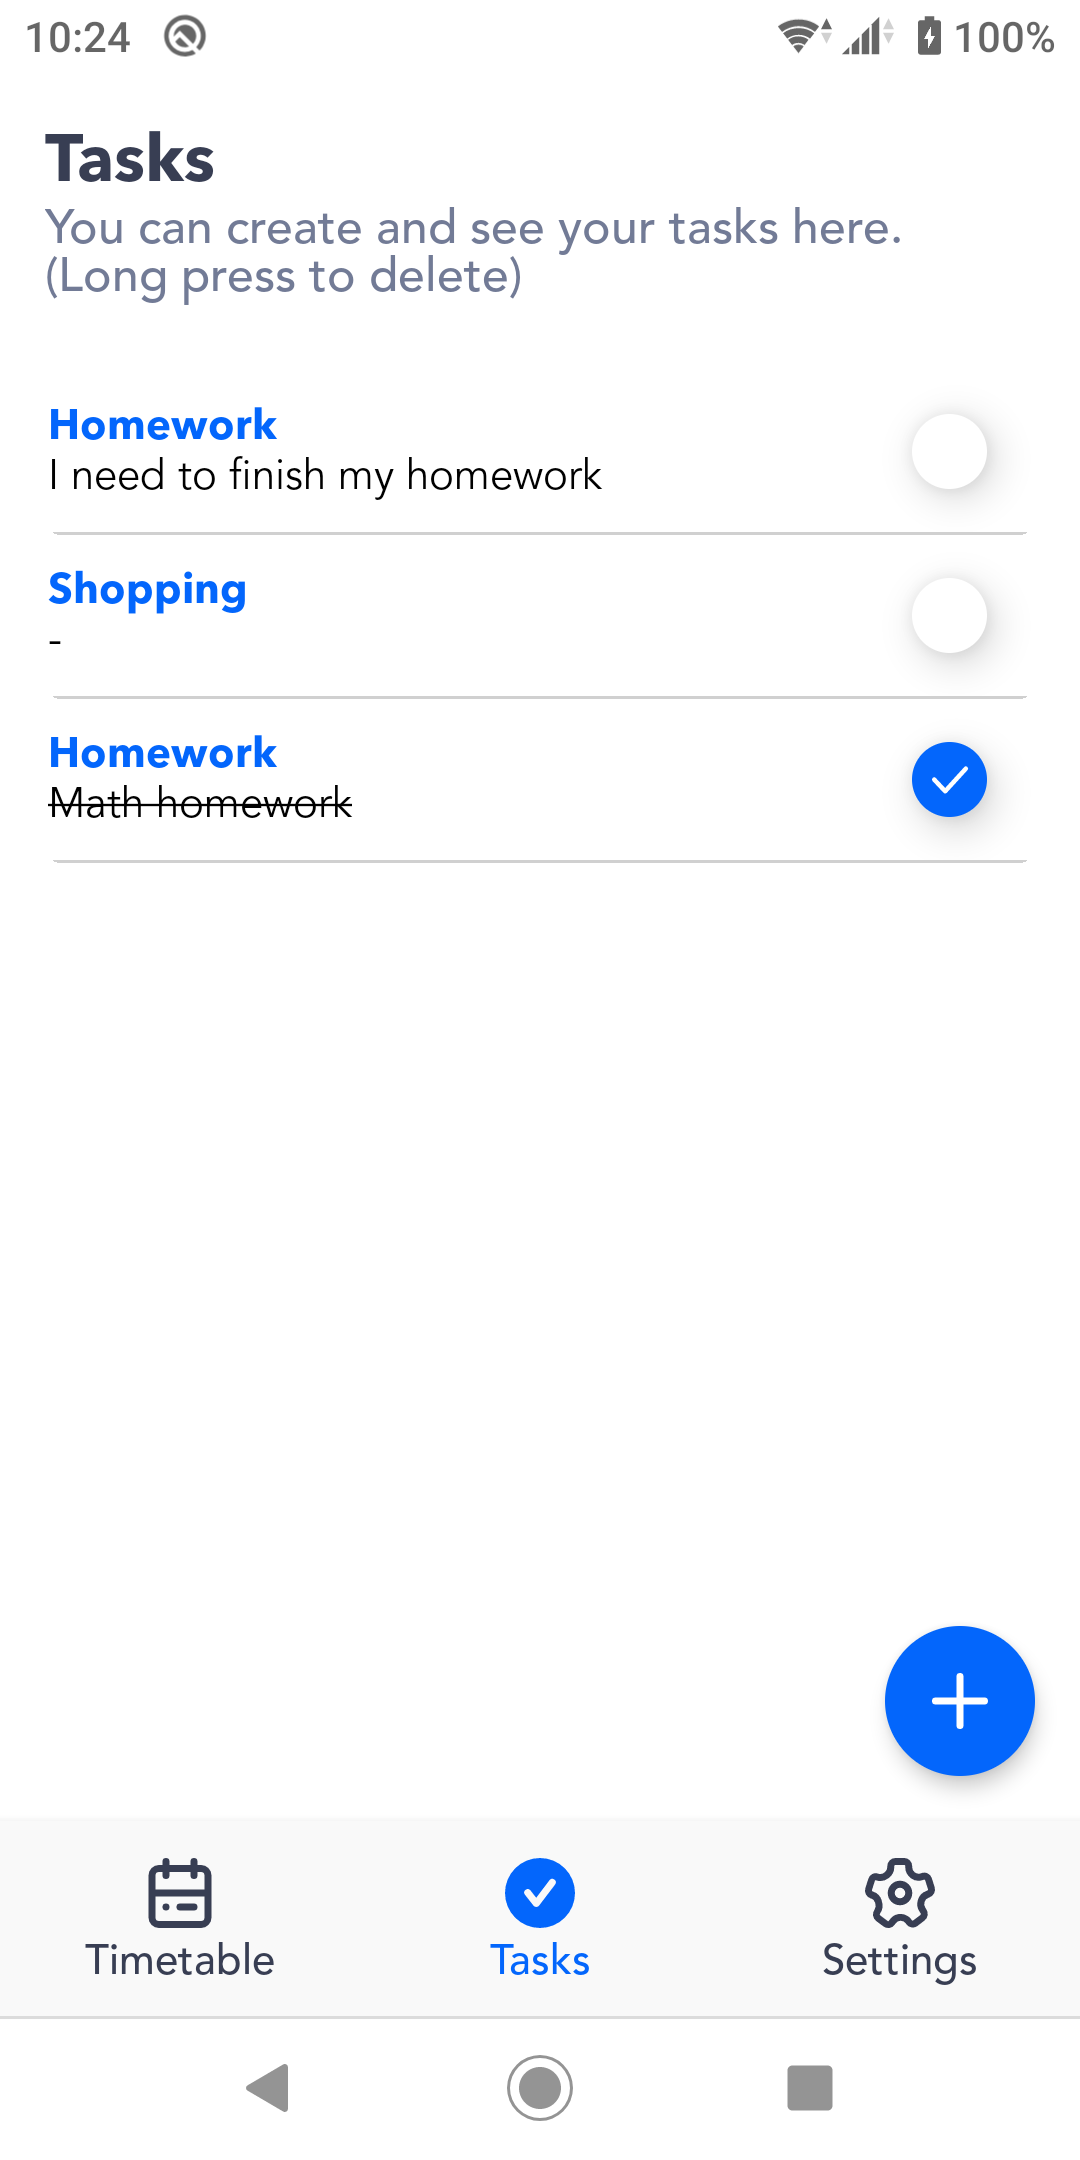 10:24
100%
Tasks
You can create and see your tasks here.
(Long press to delete)
Homework
I need to finish my homework
Shopping
-
Homework
Math homework
Timetable
Tasks
Settings